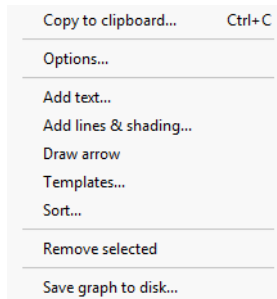 Copy to clipboard... Ctrl+C
Options...
Add text...
Add lines & shading...
Draw arrow
Templates...
Sort...
Remove selected
Save graph to disk...